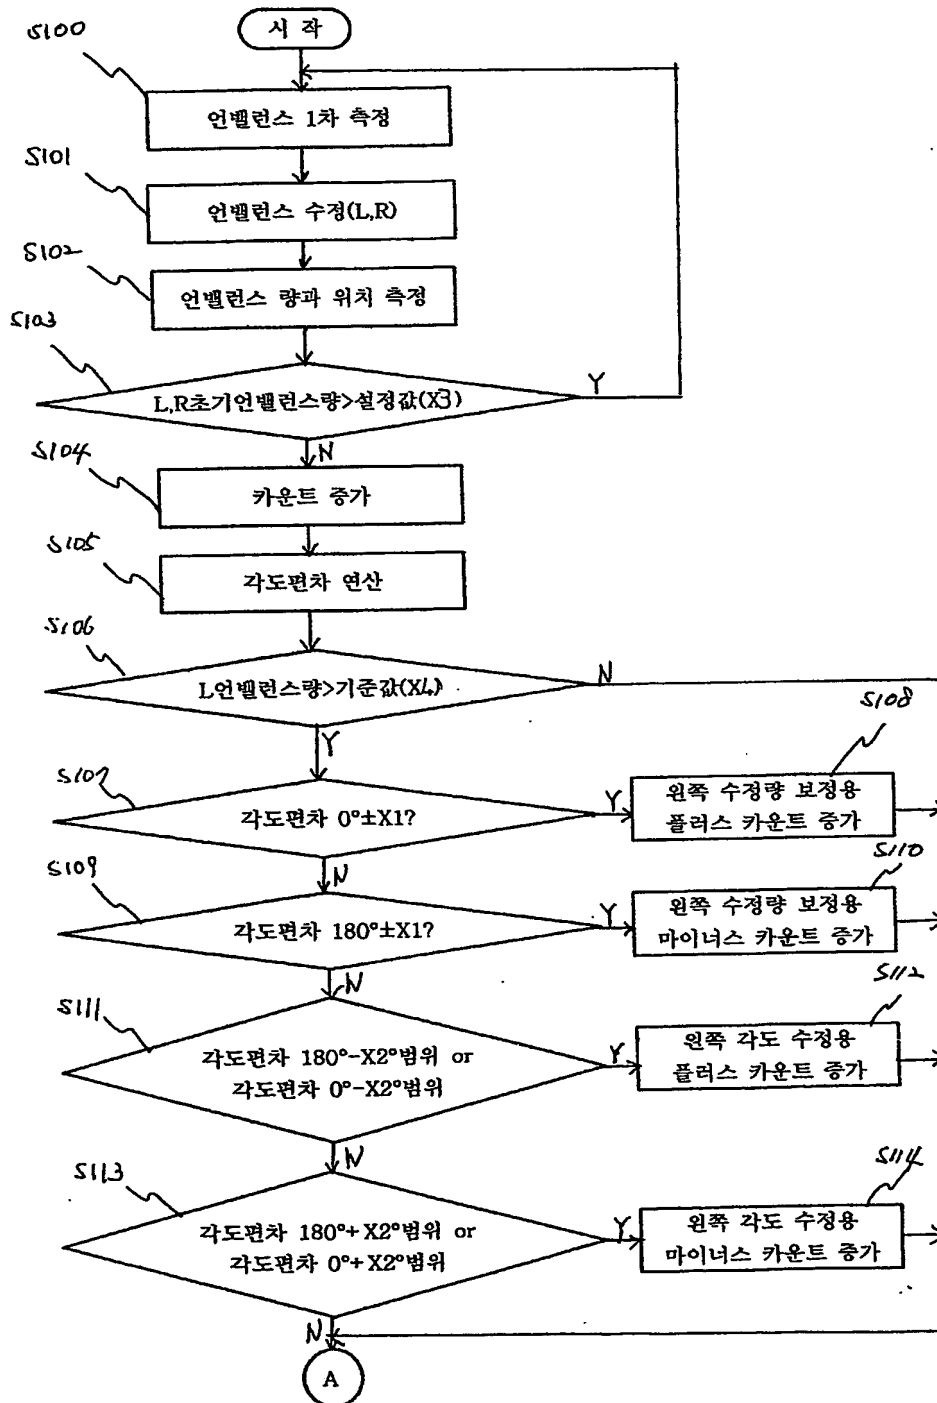 S100
시 작
언밸런스 1차 측정
S101
언밸런스 수정(L,R)
S102
언밸런스 량과 위치 측정
S103
L,R초기언밸런스량>설정값(X3)
Y
N
S104
카운트 증가
S105
각도편차 연산
S106
L언밸런스량>기준값(X4)
N
Y
S107
각도편차 0°±X1?
Y
S108
왼쪽 수정량 보정용
플러스 카운트 증가
N
S109
각도편차 180°±X1?
Y
S110
왼쪽 수정량 보정용
마이너스 카운트 증가
N
S111
각도편차 180°-X2°범위 or
각도편차 0°-X2°범위
Y
S112
왼쪽 각도 수정용
플러스 카운트 증가
N
S113
각도편차 180°+X2°범위 or
각도편차 0°+X2°범위
Y
S114
왼쪽 각도 수정용
마이너스 카운트 증가
N
A